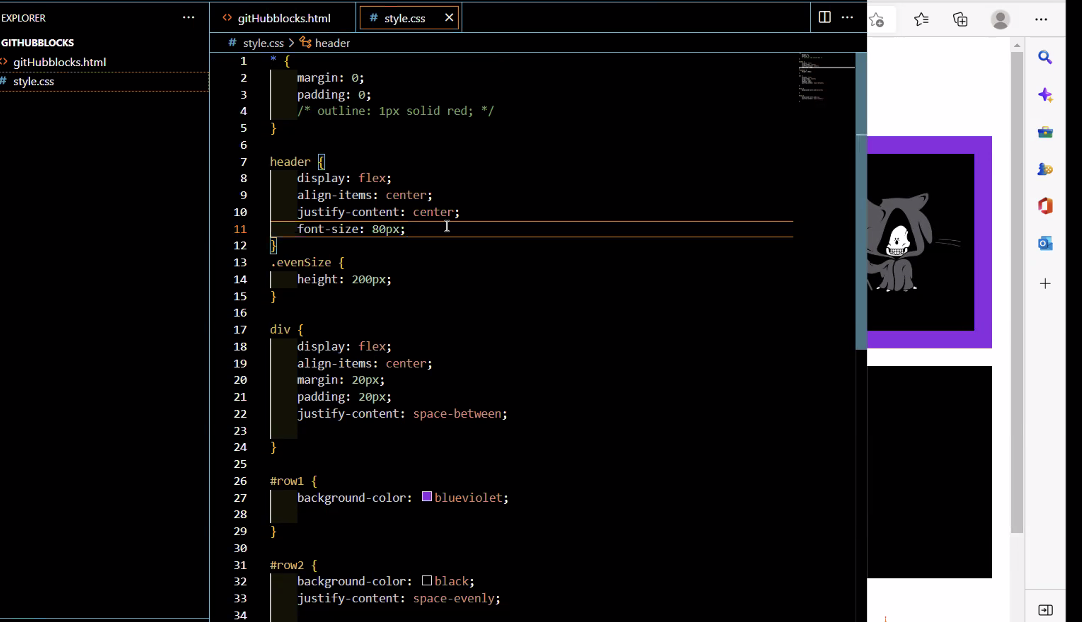 EXPLORER
GITHUBBLOCKS
<> gitHubblocks.html
# style.css
<> gitHubblocks.html
# style.css
# style.css > header
1 * {
2 margin: 0;
3 padding: 0;
4 /* outline: 1px solid red; */
5 }
6
7 header {
8 display: flex;
9 align-items: center;
10 justify-content: center;
11 font-size: 80px;
12 }
13 .evenSize {
14 height: 200px;
15 }
16
17 div {
18 display: flex;
19 align-items: center;
20 margin: 20px;
21 padding: 20px;
22 justify-content: space-between;
23
24 }
25
26 #row1 {
27 background-color: blueviolet;
28
29 }
30
31 #row2 {
32 background-color: black;
33 justify-content: space-evenly;
34